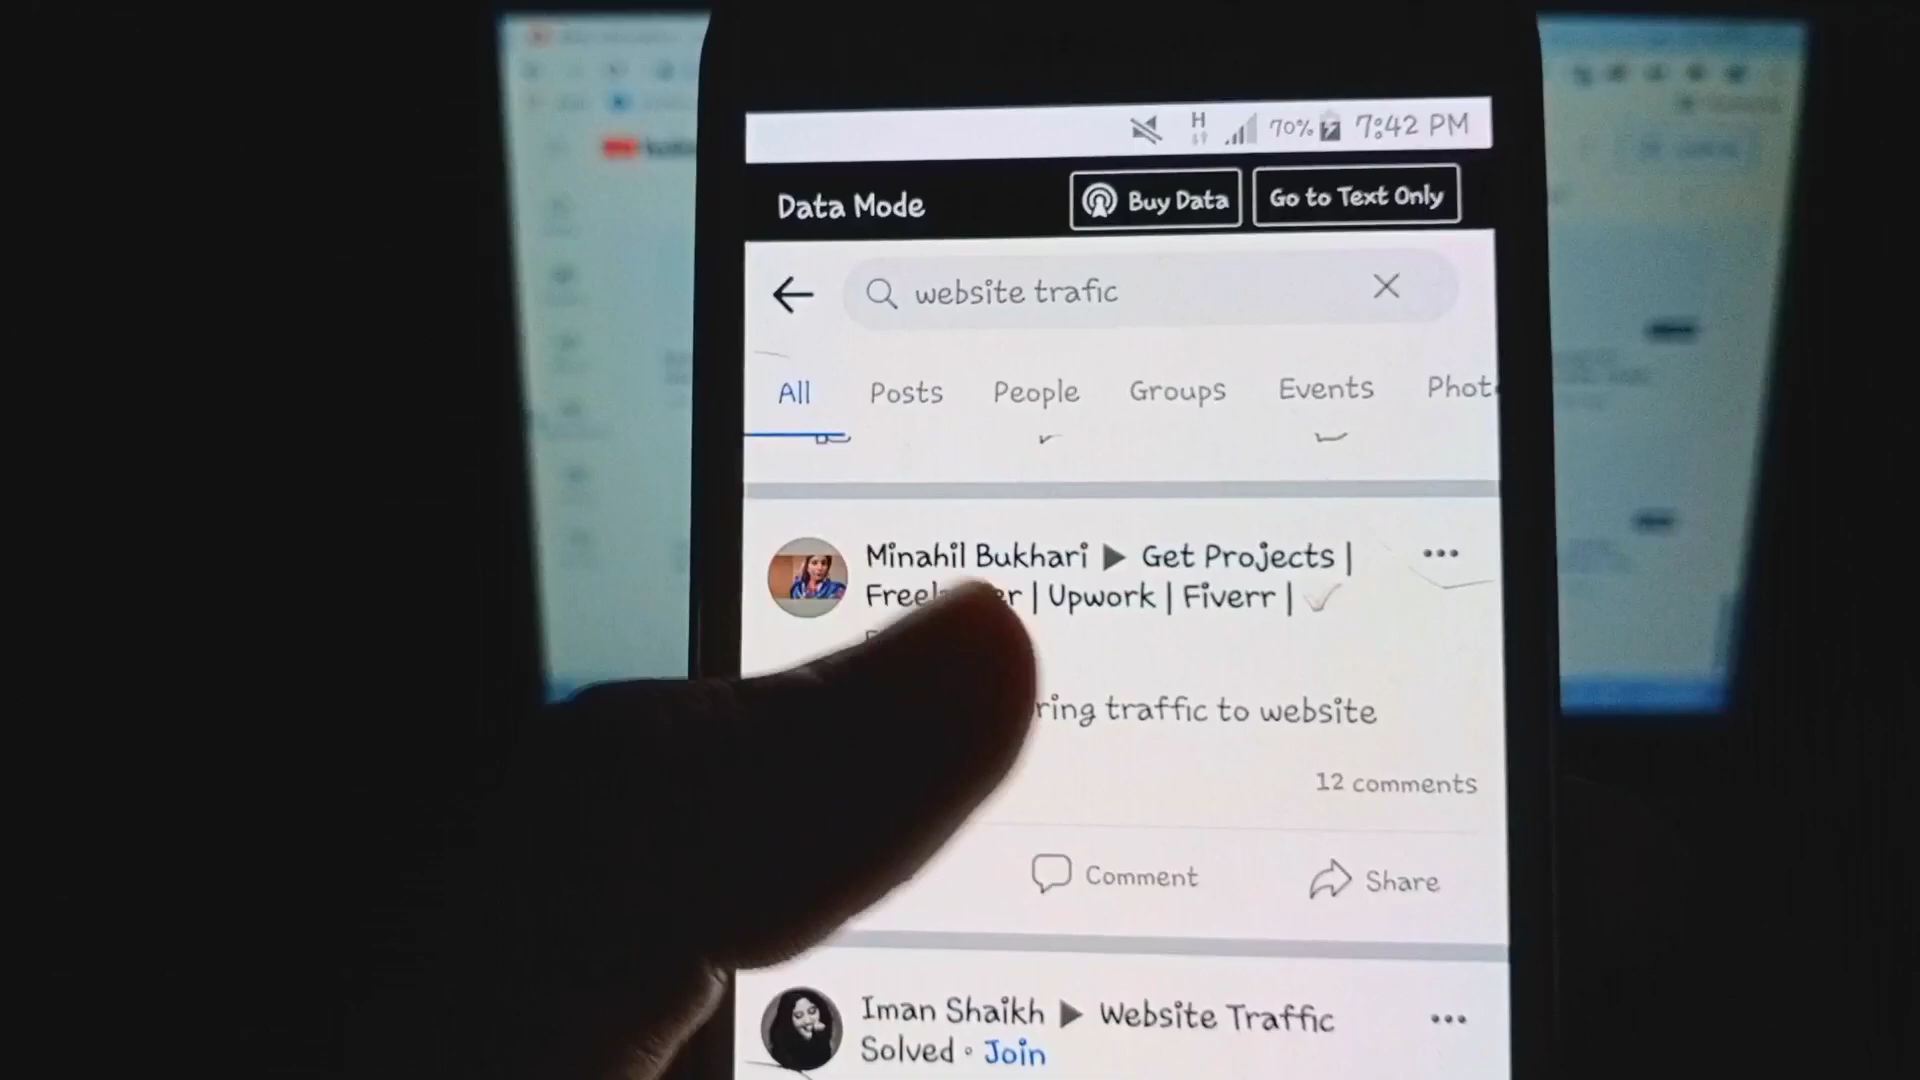 H 70% 7:42 PM
Data Mode Buy Data Go to Text Only
website trafic
All Posts People Groups Events Phot
Minahil Bukhari ▶ Get Projects |
| Upwork | Fiverr |
traffic to website
12 comments
Comment Share
Iman Shaikh ▶ Website Traffic
Solved • Join